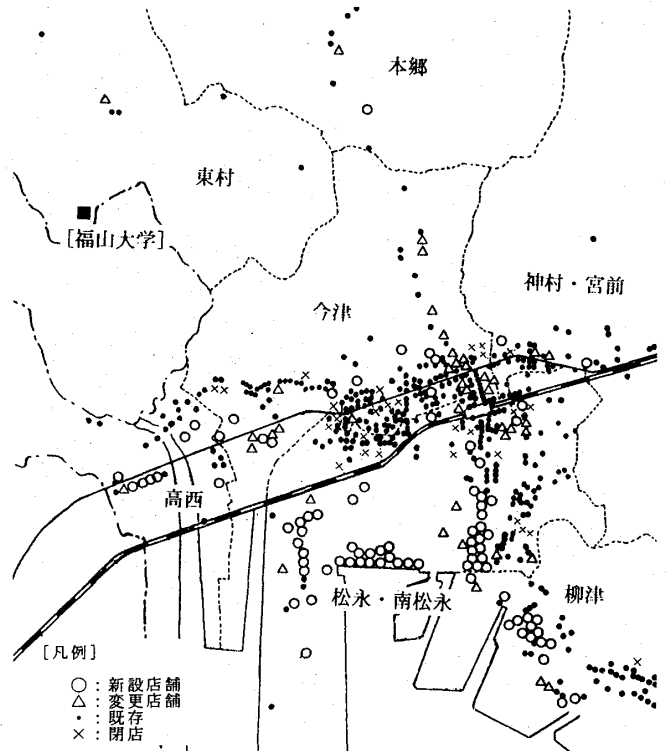 本郷
東村
[福山大学]
神村・宮前
今津
高西
松永・南松永
柳津
[凡例]
○：新設店舗
△：変更店舗
・：既存
×：閉店